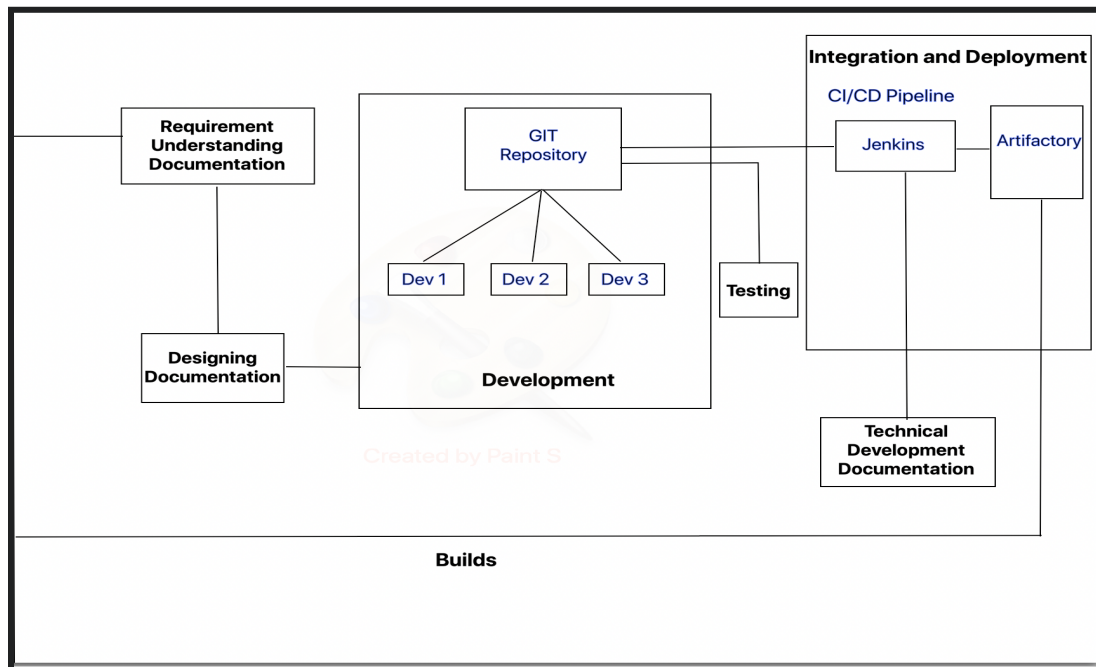 Integration and Deployment
CI/CD Pipeline
Requirement
Understanding
Documentation
GIT
Repository
Jenkins
Artifactory
Dev 1
Dev 2
Dev 3
Testing
Designing
Documentation
Development
Technical
Development
Documentation
Created by Paint S
Builds